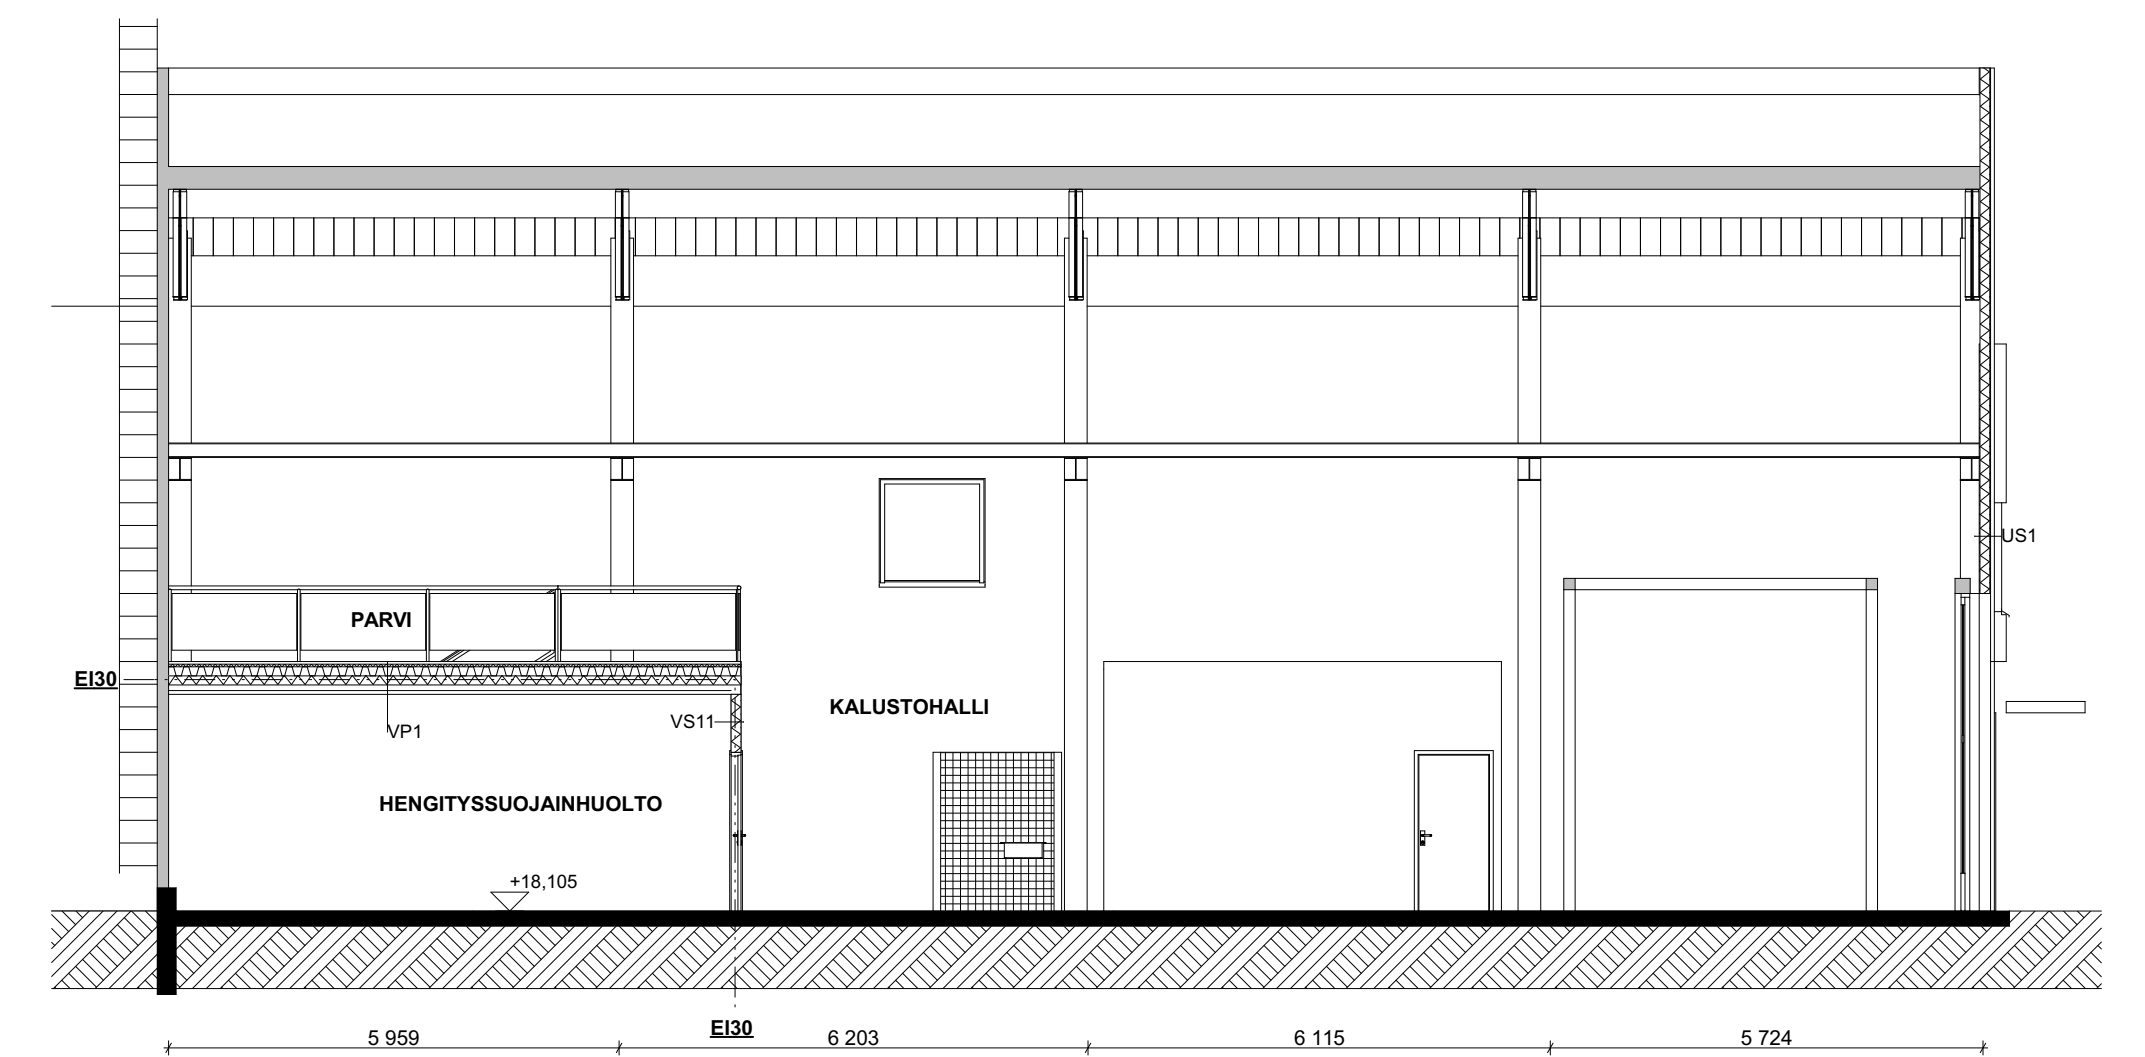 US1
PARVI
EI30
KALUSTOHALLI
VS11
VP1
HENGITYSSUOJAINHUOLTO
+18,105
EI30
5 959 6 203 6 115 5 724